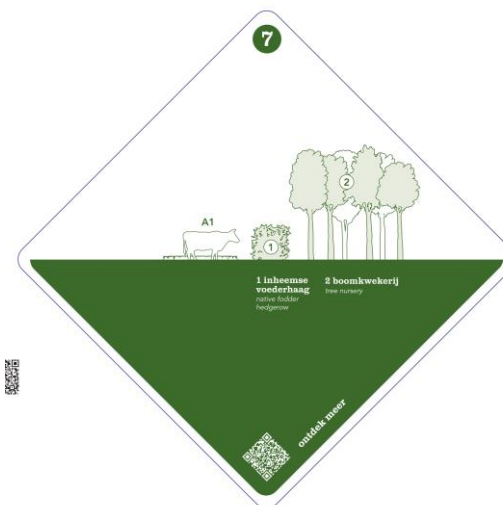 7
A1
1
2
1 inheemse
voederhaag
native fodder
hedgerow
2 boomkwekerij
tree nursery
ontdek meer